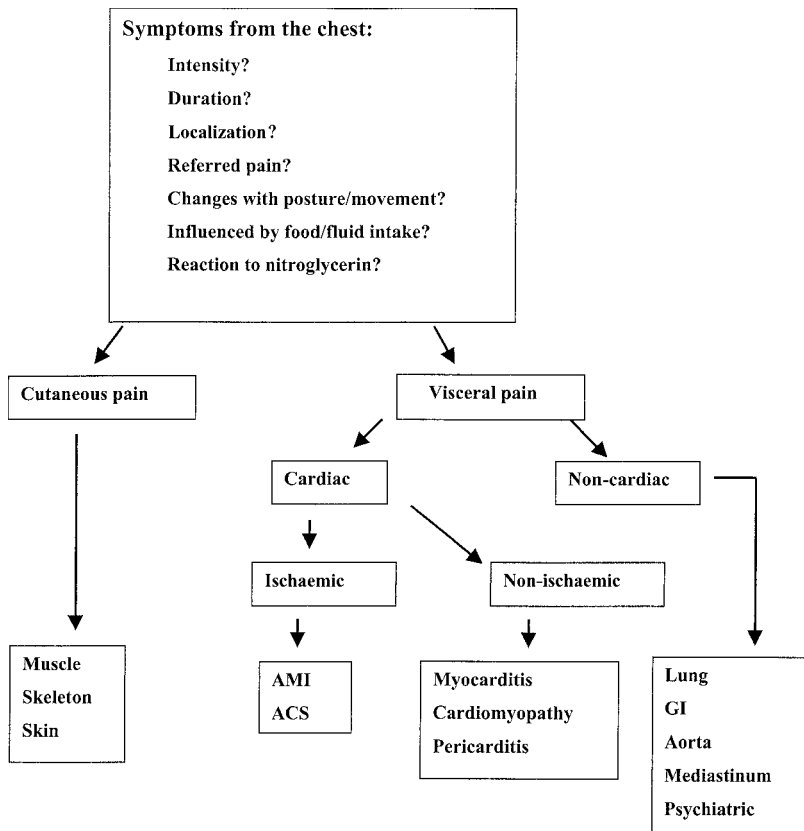 Symptoms from the chest:
Intensity?
Duration?
Localization?
Referred pain?
Changes with posture/movement?
Influenced by food/fluid intake?
Reaction to nitroglycerin?
Cutaneous pain
Visceral pain
Cardiac
Non-cardiac
Ischaemic
Non-ischaemic
Muscle
Skeleton
Skin
AMI
ACS
Myocarditis
Cardiomyopathy
Pericarditis
Lung
GI
Aorta
Mediastinum
Psychiatric